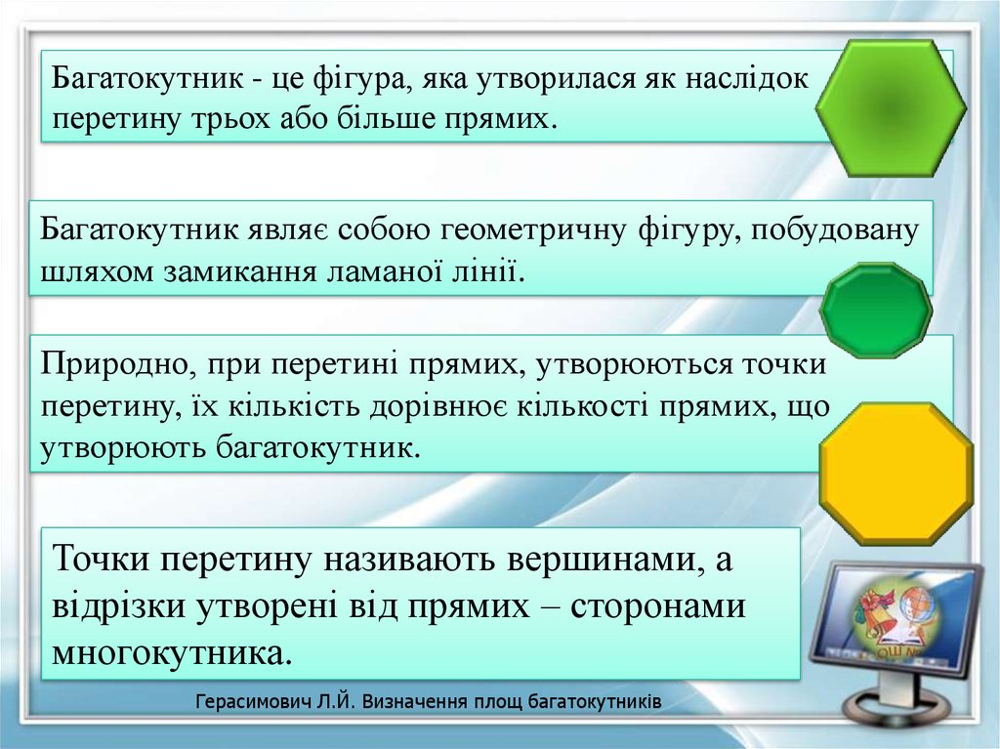 Багатокутник - це фігура, яка утворилася як наслідок
перетину трьох або більше прямих.
Багатокутник являє собою геометричну фігуру, побудовану
шляхом замикання ламаної лінії.
Природно, при перетині прямих, утворюються точки
перетину, їх кількість дорівнює кількості прямих, що
утворюють багатокутник.
Точки перетину називають вершинами, а
відрізки утворені від прямих – сторонами
многокутника.
ОШ №
Герасимович Л.Й. Визначення площ багатокутників